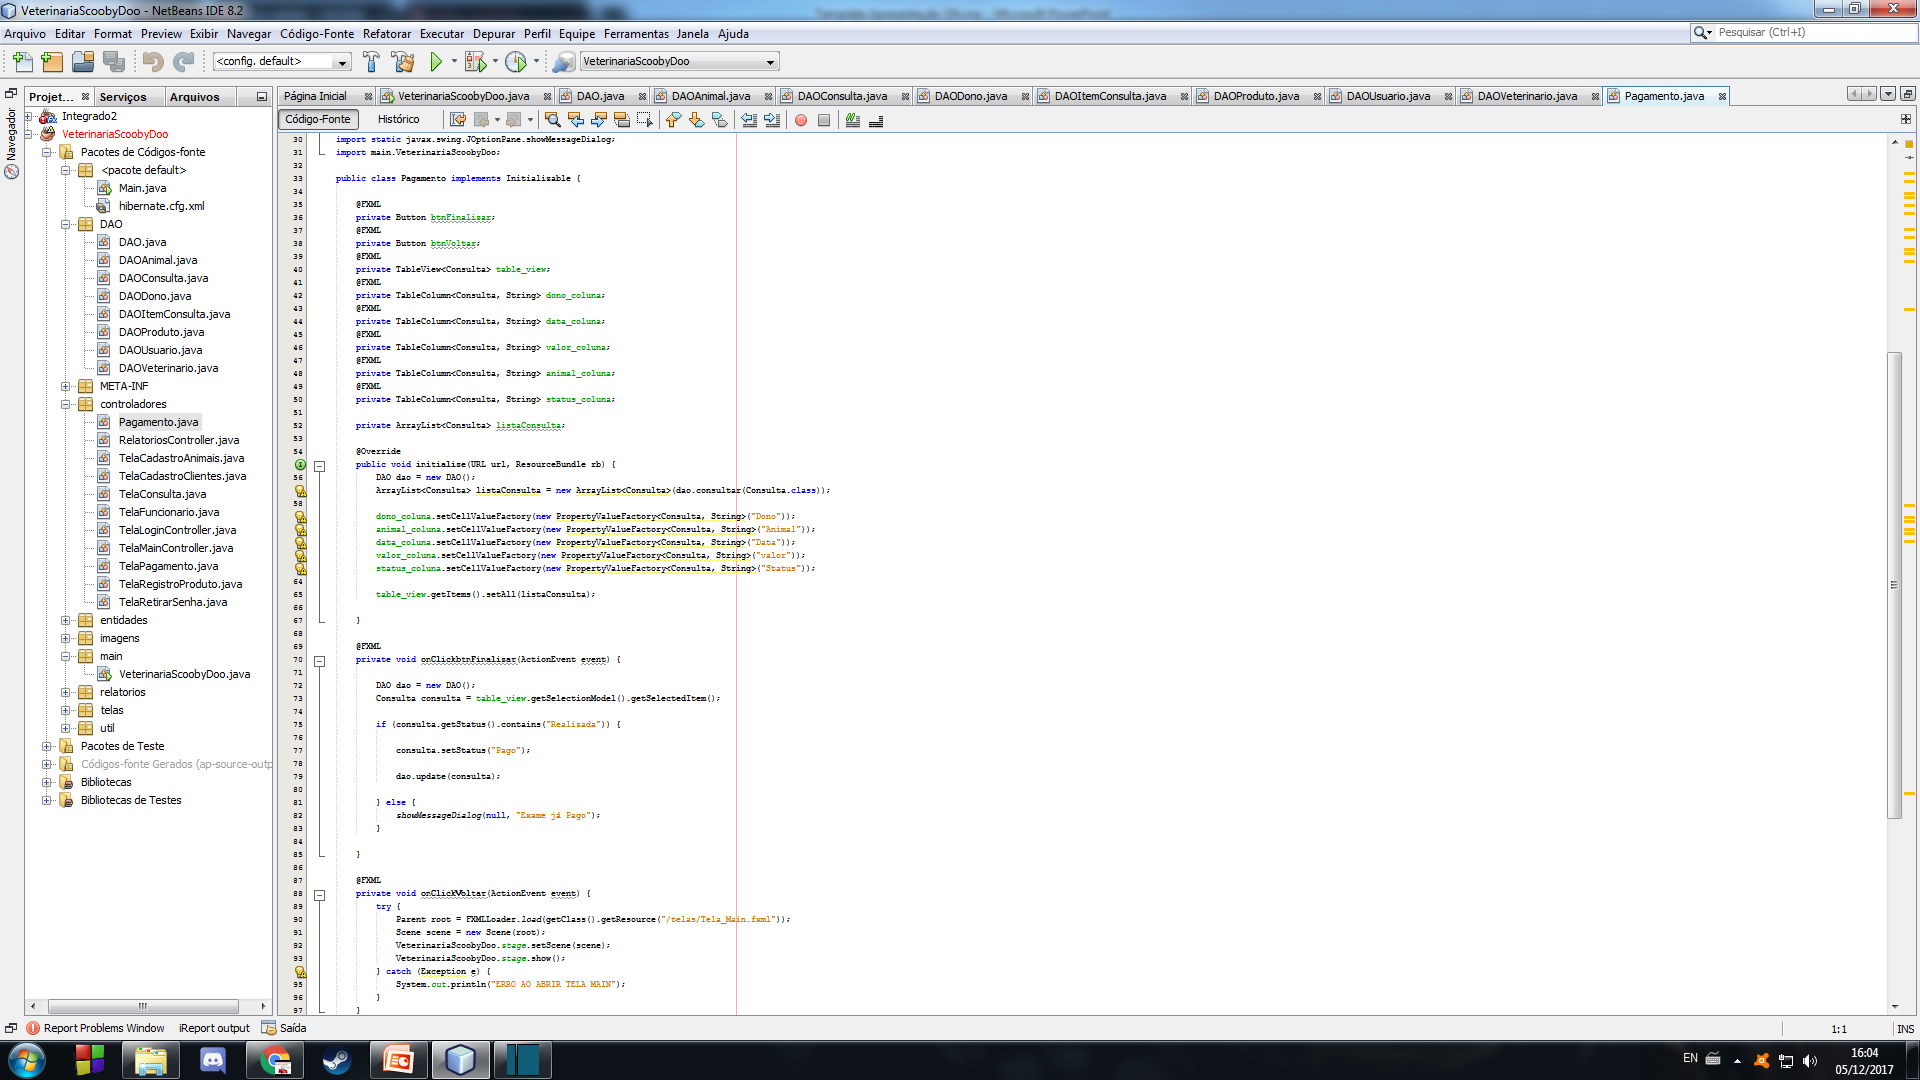 VeterinariaScoobyDoo - NetBeans IDE 8.2
Arquivo Editar Format Preview Exibir Navegar Código-Fonte Refatorar Executar Depurar Perfil Equipe Ferramentas Janela Ajuda
Pesquisar (Ctrl+I)
<config. default>
VeterinariaScoobyDoo
Projet... Serviços Arquivos
Página Inicial VeterinariaScoobyDoo.java DAO.java DAOAnimal.java DAOConsulta.java DAODono.java DAOItemConsulta.java DAOProduto.java DAOUsuario.java DAOVeterinario.java Pagamento.java
Código-Fonte Histórico
Navegador
Integrado2
VeterinariaScoobyDoo
Pacotes de Códigos-fonte
<pacote default>
Main.java
hibernate.cfg.xml
DAO
DAO.java
DAOAnimal.java
DAOConsulta.java
DAODono.java
DAOItemConsulta.java
DAOProduto.java
DAOUsuario.java
DAOVeterinario.java
META-INF
controladores
Pagamento.java
RelatoriosController.java
TelaCadastroAnimais.java
TelaCadastroClientes.java
TelaConsulta.java
TelaFuncionario.java
TelaLoginController.java
TelaMainController.java
TelaPagamento.java
TelaRegistroProduto.java
TelaRetirarSenha.java
entidades
imagens
main
VeterinariaScoobyDoo.java
relatorios
telas
util
Pacotes de Teste
Códigos-fonte Gerados (ap-source-outp
Bibliotecas
Bibliotecas de Testes
30 import static javax.swing.JOptionPane.showMessageDialog;
31 import main.VeterinariaScoobyDoo;
32
33 public class Pagamento implements Initializable {
34
35 @FXML
36 private Button btnFinalizar;
37 @FXML
38 private Button btnVoltar;
39 @FXML
40 private TableView<Consulta> table_view;
41 @FXML
42 private TableColumn<Consulta, String> dono_coluna;
43 @FXML
44 private TableColumn<Consulta, String> data_coluna;
45 @FXML
46 private TableColumn<Consulta, String> valor_coluna;
47 @FXML
48 private TableColumn<Consulta, String> animal_coluna;
49 @FXML
50 private TableColumn<Consulta, String> status_coluna;
51
52 private ArrayList<Consulta> listaConsulta;
53
54 @Override
public void initialize(URL url, ResourceBundle rb) {
56 DAO dao = new DAO();
ArrayList<Consulta> listaConsulta = new ArrayList<Consulta>(dao.consultar(Consulta.class));
58
dono_coluna.setCellValueFactory(new PropertyValueFactory<Consulta, String>("Dono"));
animal_coluna.setCellValueFactory(new PropertyValueFactory<Consulta, String>("Animal"));
data_coluna.setCellValueFactory(new PropertyValueFactory<Consulta, String>("Data"));
valor_coluna.setCellValueFactory(new PropertyValueFactory<Consulta, String>("valor"));
status_coluna.setCellValueFactory(new PropertyValueFactory<Consulta, String>("Status"));
64
65 table_view.getItems().setAll(listaConsulta);
66
67 }
68
69 @FXML
70 private void onClickbtnFinalizar(ActionEvent event) {
71
72 DAO dao = new DAO();
73 Consulta consulta = table_view.getSelectionModel().getSelectedItem();
74
75 if (consulta.getStatus().contains("Realizada")) {
76
77 consulta.setStatus("Pago");
78
79 dao.update(consulta);
80
81 } else {
82 showMessageDialog(null, "Exame já Pago");
83 }
84
85 }
86
87 @FXML
88 private void onClickVoltar(ActionEvent event) {
89 try {
90 Parent root = FXMLLoader.load(getClass().getResource("/telas/Tela_Main.fxml"));
91 Scene scene = new Scene(root);
92 VeterinariaScoobyDoo.stage.setScene(scene);
93 VeterinariaScoobyDoo.stage.show();
} catch (Exception e) {
95 System.out.println("ERRO AO ABRIR TELA MAIN");
96 }
97 }
Report Problems Window iReport output Saída
1:1 INS
EN
16:04
05/12/2017